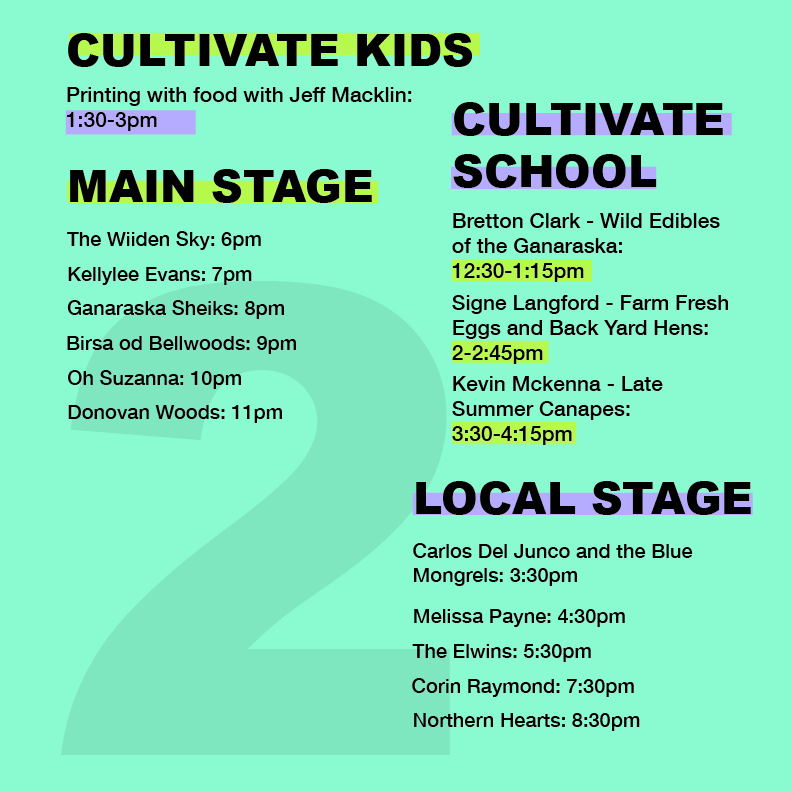 CULTIVATE KIDS
Printing with food with Jeff Macklin:
1:30-3pm
MAIN STAGE
The Wiiden Sky: 6pm
Kellylee Evans: 7pm
Ganaraska Sheiks: 8pm
Birsa od Bellwoods: 9pm
Oh Suzanna: 10pm
Donovan Woods: 11pm
2
CULTIVATE
SCHOOL
Bretton Clark - Wild Edibles
of the Ganaraska:
12:30-1:15pm
Signe Langford - Farm Fresh
Eggs and Back Yard Hens:
2-2:45pm
Kevin Mckenna - Late
Summer Canapes:
3:30-4:15pm
LOCAL STAGE
Carlos Del Junco and the Blue
Mongrels: 3:30pm
Melissa Payne: 4:30pm
The Elwins: 5:30pm
Corin Raymond: 7:30pm
Northern Hearts: 8:30pm